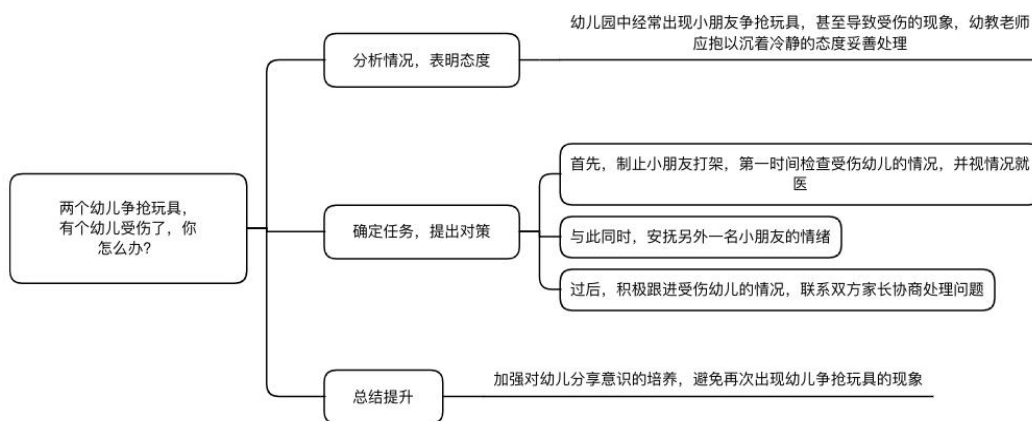 两个幼儿争抢玩具，
有个幼儿受伤了，你
怎么办？
分析情况，表明态度
幼儿园中经常出现小朋友争抢玩具，甚至导致受伤的现象，幼教老师
应抱以沉着冷静的态度妥善处理
确定任务，提出对策
首先，制止小朋友打架，第一时间检查受伤幼儿的情况，并视情况就
医
与此同时，安抚另外一名小朋友的情绪
过后，积极跟进受伤幼儿的情况，联系双方家长协商处理问题
总结提升
加强对幼儿分享意识的培养，避免再次出现幼儿争抢玩具的现象